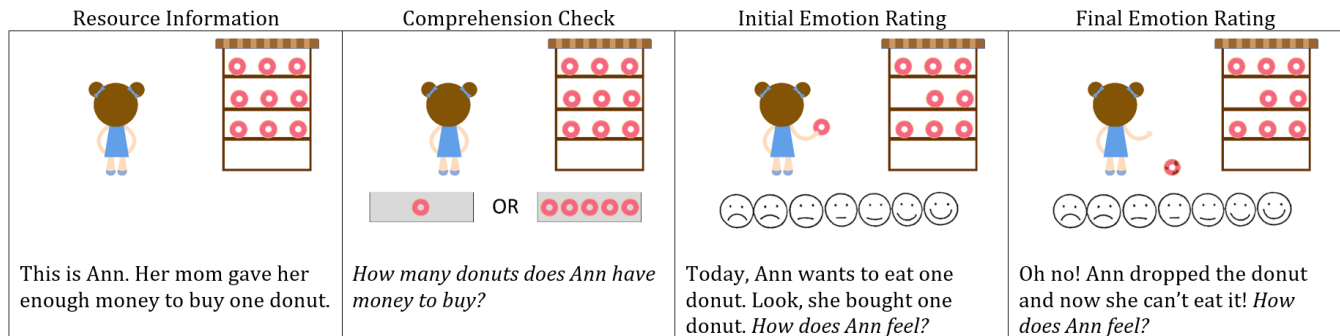 Resource Information
Comprehension Check
Initial Emotion Rating
Final Emotion Rating
OR
This is Ann. Her mom gave her
enough money to buy one donut.
How many donuts does Ann have
money to buy?
Today, Ann wants to eat one
donut. Look, she bought one
donut. How does Ann feel?
Oh no! Ann dropped the donut
and now she can’t eat it! How
does Ann feel?